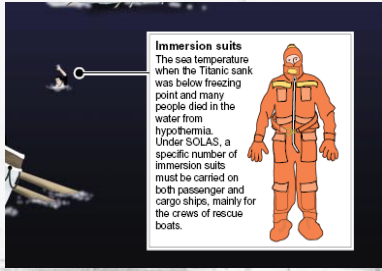 Immersion suits
The sea temperature
when the Titanic sank
was below freezing
point and many
people died in the
water from
hypothermia.
Under SOLAS, a
specific number of
immersion suits
must be carried on
both passenger and
cargo ships, mainly for
the crews of rescue
boats.